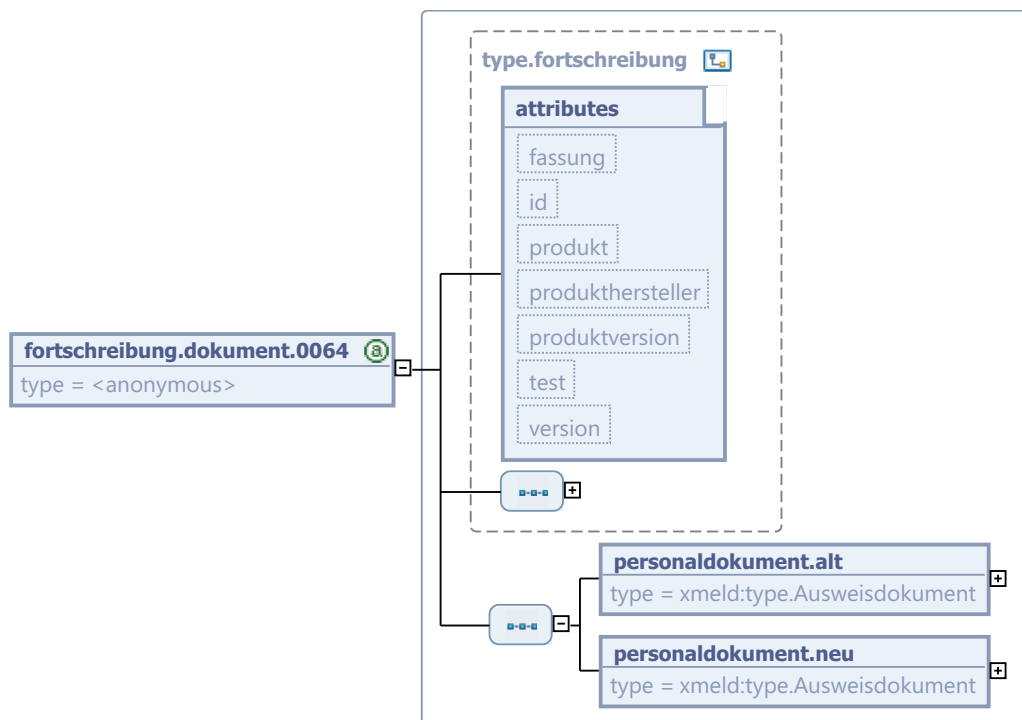 type.fortschreibung
attributes
fassung
id
produkt
produkthersteller
produktversion
test
version
fortschreibung.dokument.0064
type = <anonymous>
personaldokument.alt
type = xmeld:type.Ausweisdokument
personaldokument.neu
type = xmeld:type.Ausweisdokument